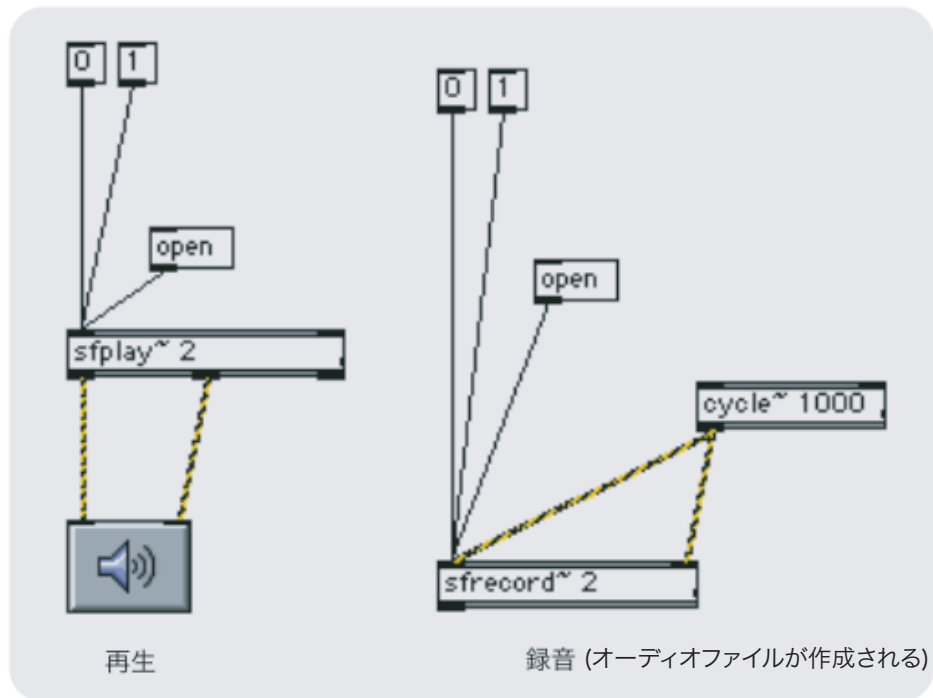 0 1
open
sfplay~ 2
再生
0 1
open
cycle~ 1000
sfrecord~ 2
録音 (オーディオファイルが作成される)